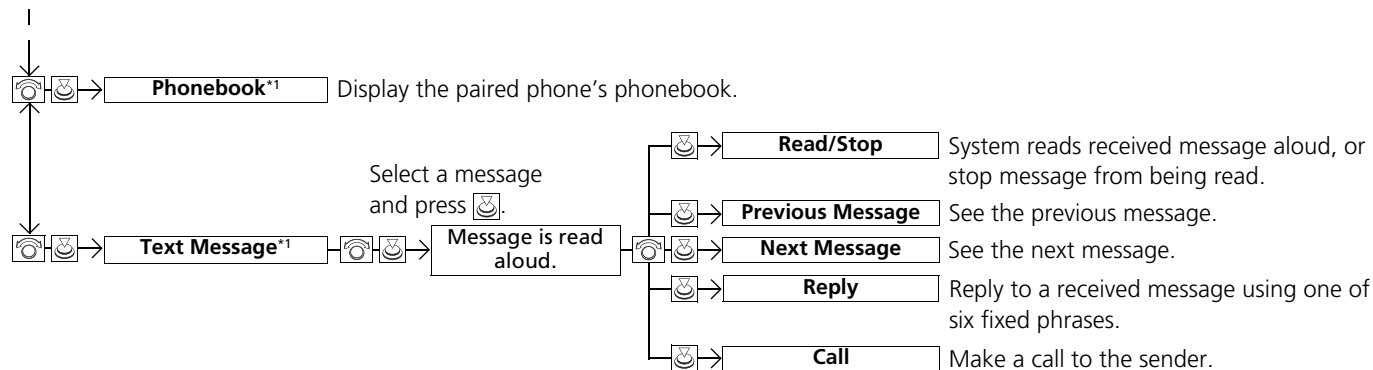 Phonebook*1 Display the paired phone’s phonebook.
Select a message
and press .
Text Message*1
Message is read
aloud.
Read/Stop System reads received message aloud, or
stop message from being read.
Previous Message See the previous message.
Next Message See the next message.
Reply Reply to a received message using one of
six fixed phrases.
Call Make a call to the sender.